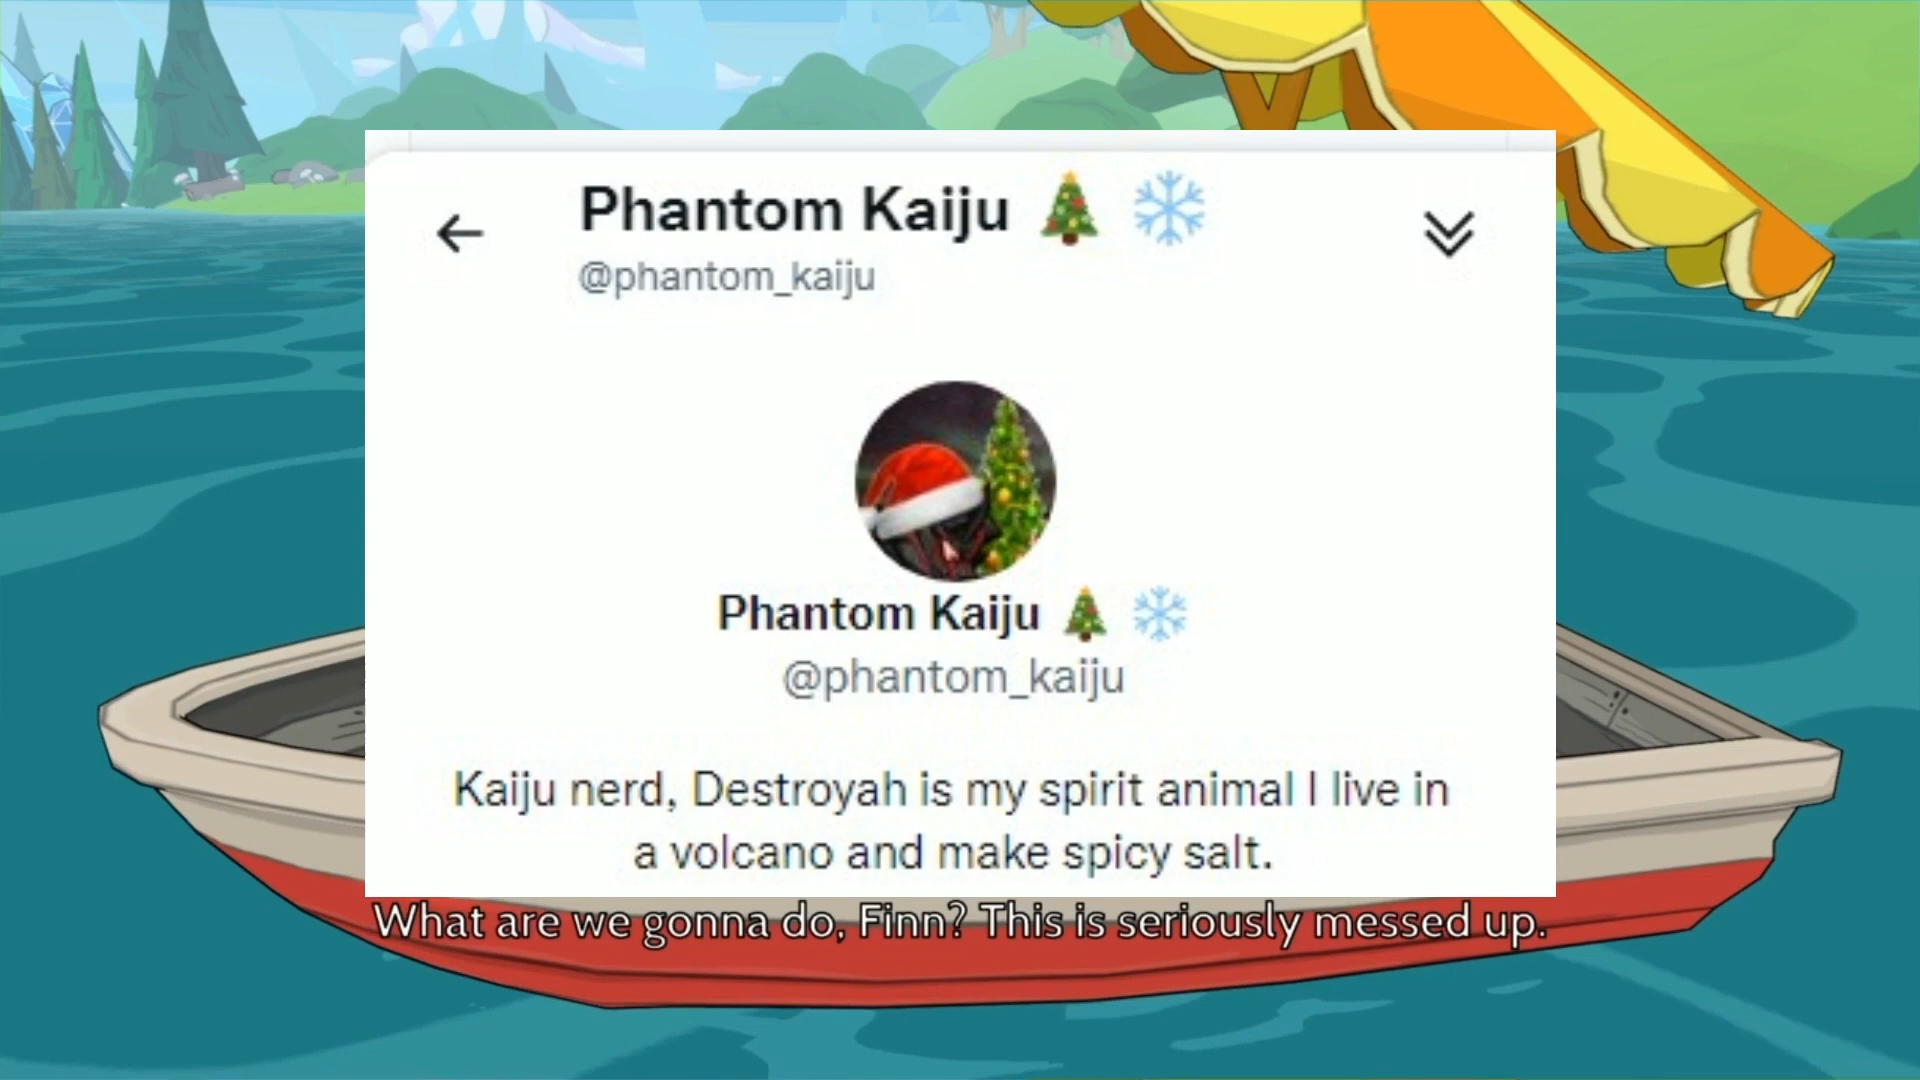 Phantom Kaiju 🎄 ❄️
@phantom_kaiju
Phantom Kaiju 🎄 ❄️
@phantom_kaiju
Kaiju nerd, Destroyah is my spirit animal I live in
a volcano and make spicy salt.
What are we gonna do, Finn? This is seriously messed up.